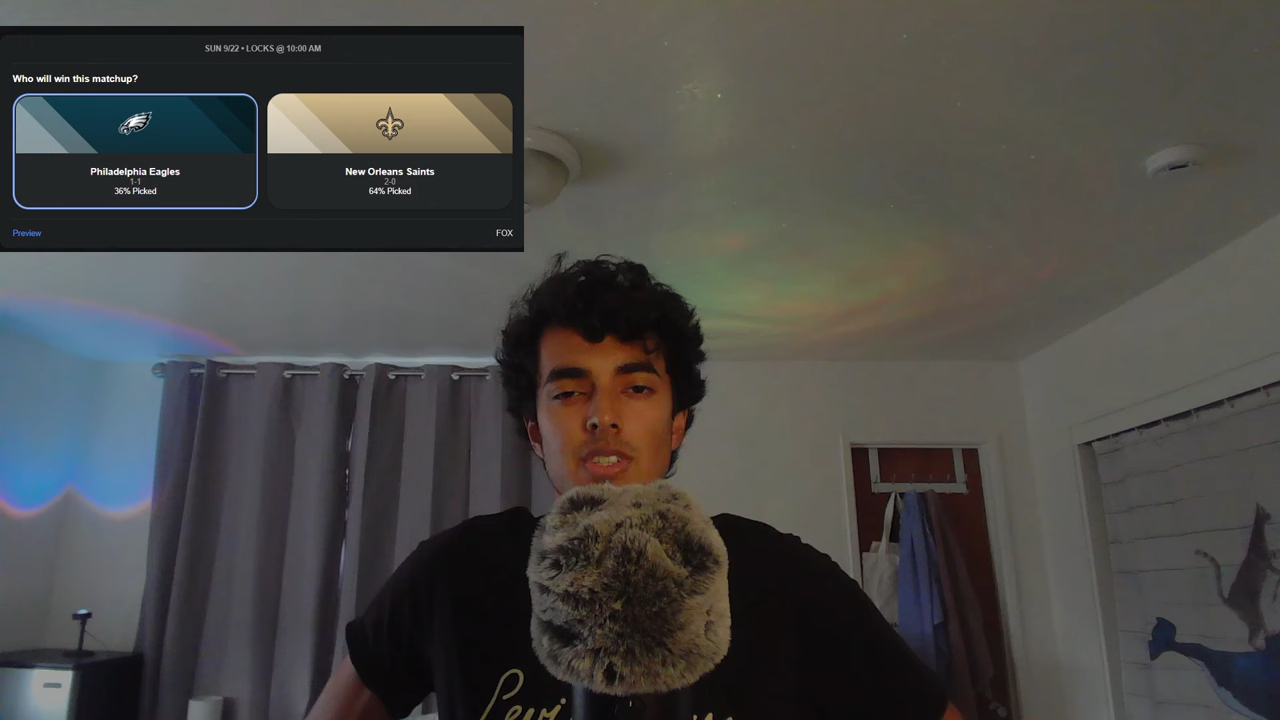 SUN 9/22 • LOCKS @ 10:00 AM
Who will win this matchup?
Philadelphia Eagles
1-1
36% Picked
New Orleans Saints
2-0
64% Picked
Preview
FOX
Levi